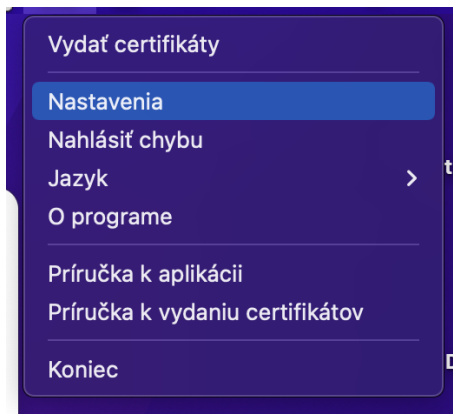 Vydať certifikáty
Nastavenia
Nahlásiť chybu
Jazyk
O programe
Príručka k aplikácii
Príručka k vydaniu certifikátov
Koniec